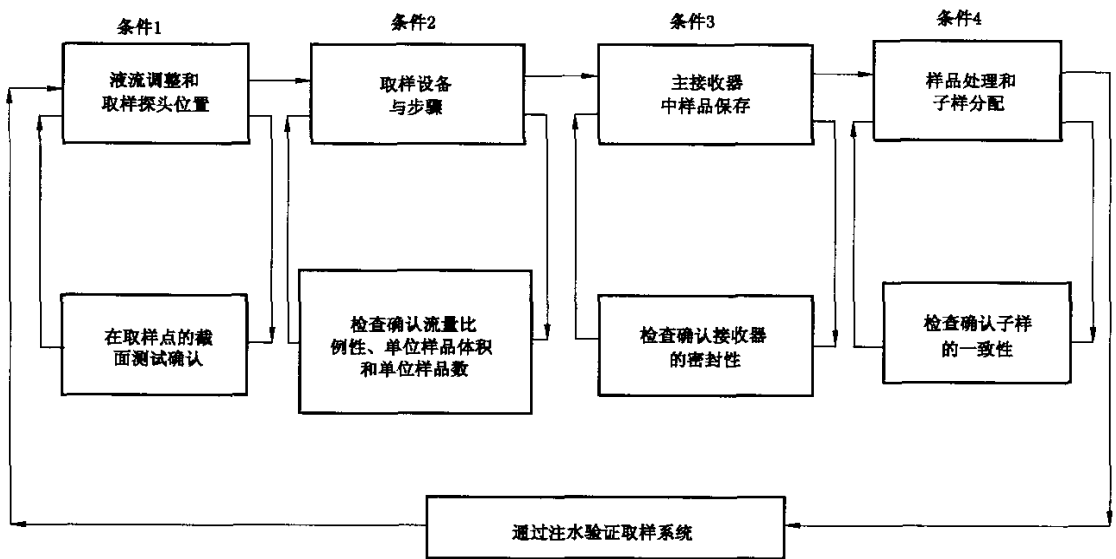 条件1
条件2
条件3
条件4
液流调整和
取样探头位置
取样设备
与步骤
主接收器
中样品保存
样品处理和
子样分配
在取样点的截
面测试确认
检查确认流量比
例性、单位样品体积
和单位样品数
检查确认接收器
的密封性
检查确认子样
的一致性
通过注水验证取样系统